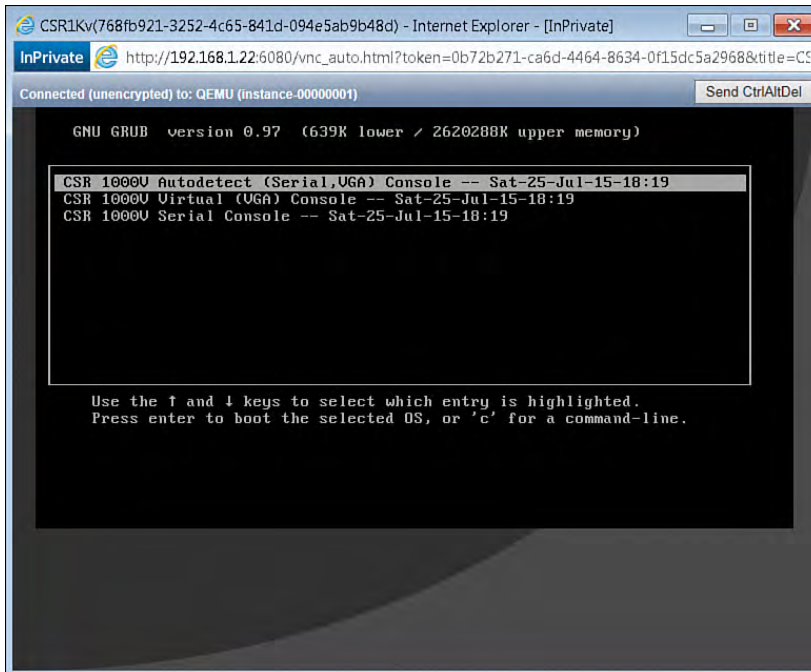 CSR1Kv(768fb921-3252-4c65-841d-094e5ab9b48d) - Internet Explorer - [InPrivate]
InPrivate http://192.168.1.22:6080/vnc_auto.html?token=0b72b271-ca6d-4464-8634-0f15dc5a2968&title=CS
Connected (unencrypted) to: QEMU (instance-00000001) Send CtrlAltDel
GNU GRUB version 0.97 (639K lower / 2620288K upper memory)
CSR 1000V Autodetect (Serial,VGA) Console -- Sat-25-Jul-15-18:19
CSR 1000V Virtual (VGA) Console -- Sat-25-Jul-15-18:19
CSR 1000V Serial Console -- Sat-25-Jul-15-18:19
Use the ↑ and ↓ keys to select which entry is highlighted.
Press enter to boot the selected OS, or 'c' for a command-line.